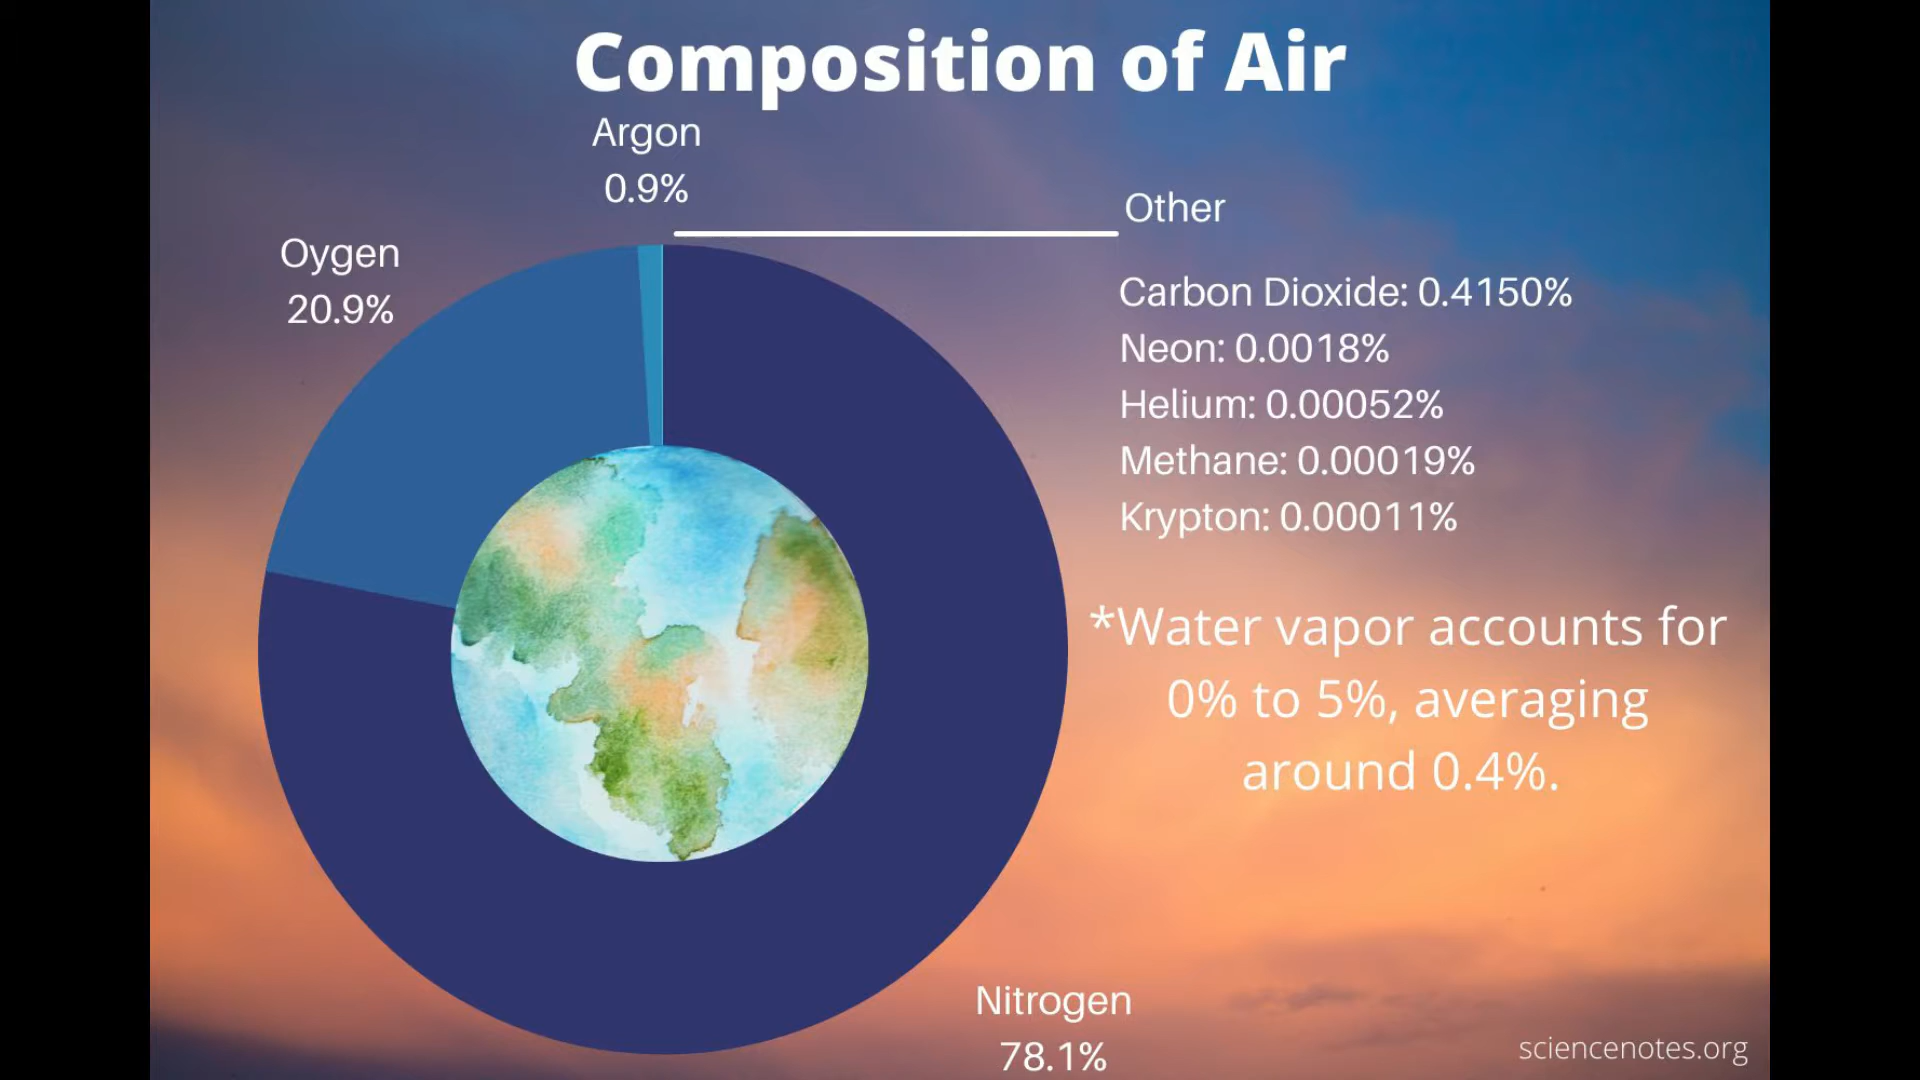 Composition of Air
Argon
0.9%
Other
Oygen
20.9%
Carbon Dioxide: 0.4150%
Neon: 0.0018%
Helium: 0.00052%
Methane: 0.00019%
Krypton: 0.00011%
*Water vapor accounts for
0% to 5%, averaging
around 0.4%.
Nitrogen
78.1%
sciencenotes.org